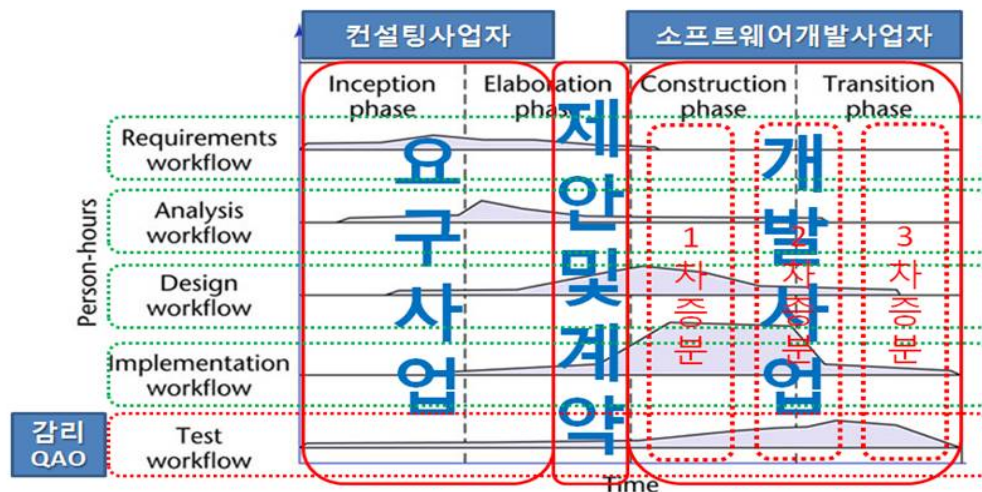 컨설팅사업자
소프트웨어개발사업자
Inception
phase
Elaboration
phase
Construction
phase
Transition
phase
Requirements
workflow
Analysis
workflow
Design
workflow
Implementation
workflow
Test
workflow
Person-hours
Time
감리
QAO
요구사업
제안및계약
개발사업
1차증분
2차증분
3차증분